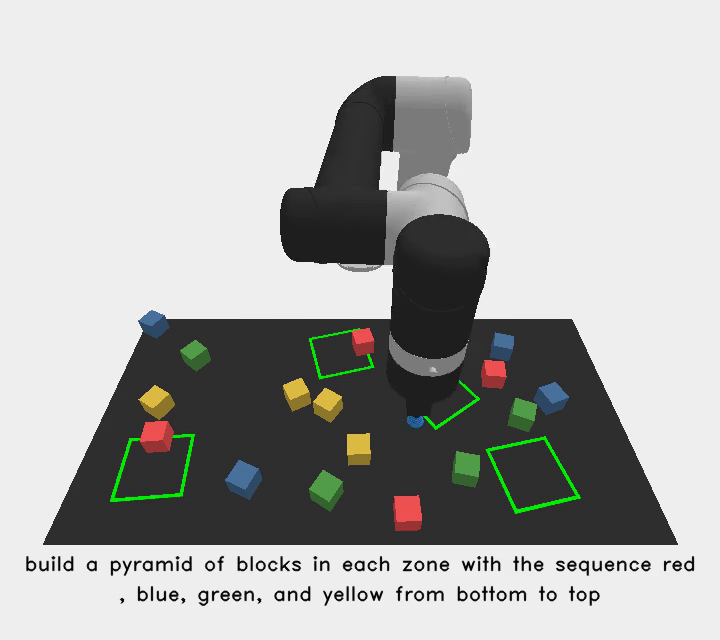 build a pyramid of blocks in each zone with the sequence red
, blue, green, and yellow from bottom to top